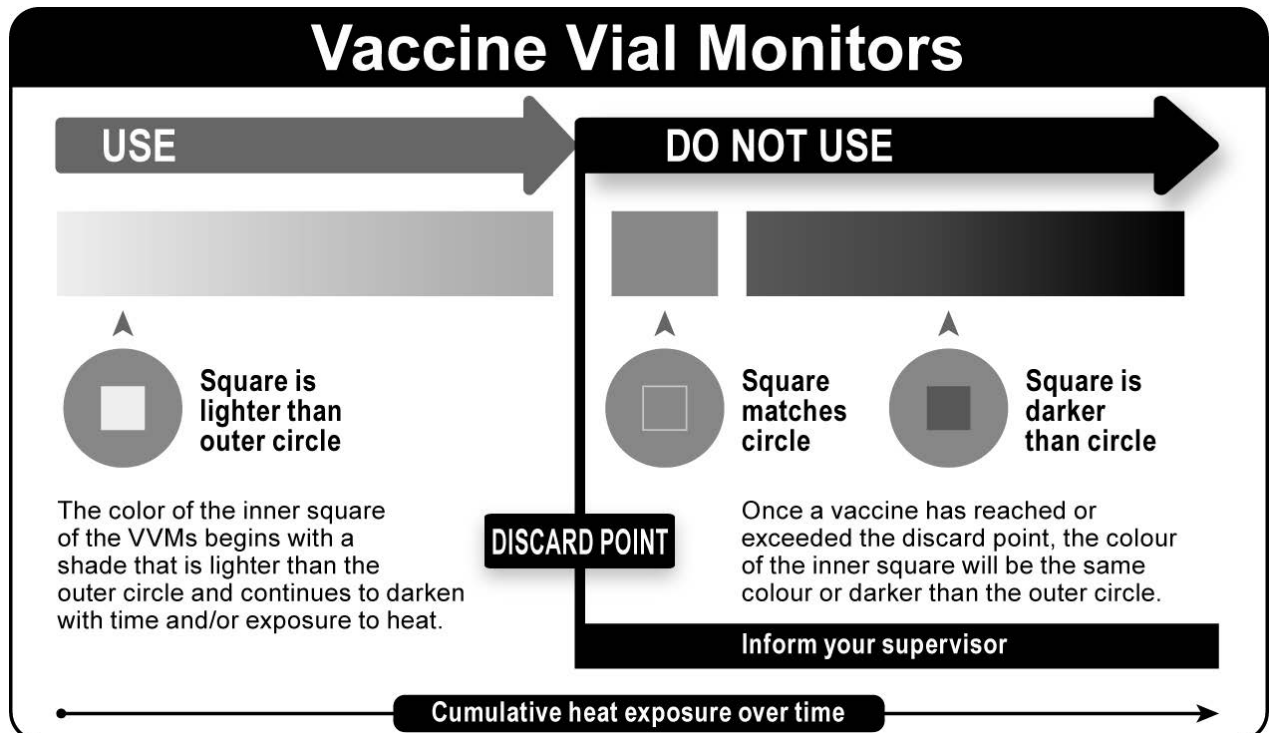 Vaccine Vial Monitors
USE
DO NOT USE
Square is
lighter than
outer circle
Square
matches
circle
Square is
darker
than circle
The color of the inner square
of the VVMs begins with a
shade that is lighter than the
outer circle and continues to darken
with time and/or exposure to heat.
DISCARD POINT
Once a vaccine has reached or
exceeded the discard point, the colour
of the inner square will be the same
colour or darker than the outer circle.
Inform your supervisor
Cumulative heat exposure over time